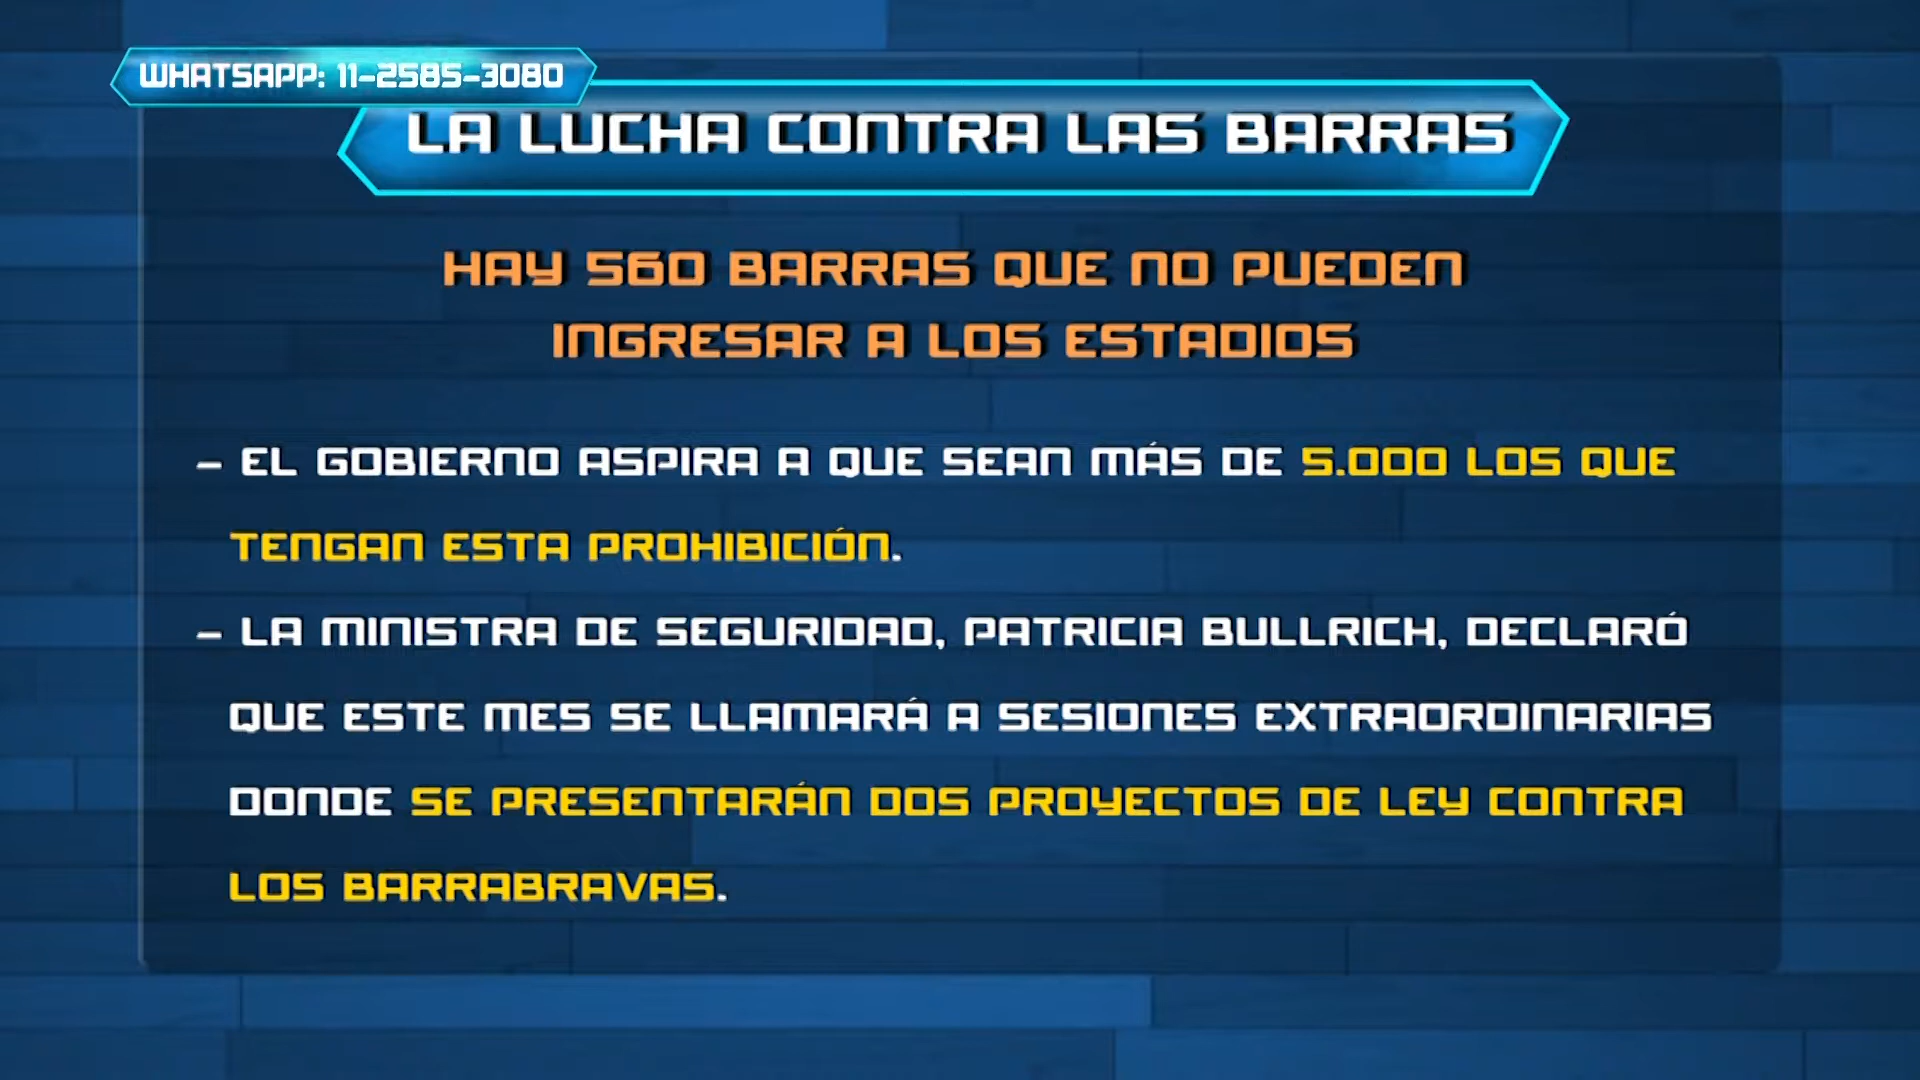 WHATSAPP: 11-2585-3080
LA LUCHA CONTRA LAS BARRAS
HAY 560 BARRAS QUE NO PUEDEN
INGRESAR A LOS ESTADIOS
- EL GOBIERNO ASPIRA A QUE SEAN MÁS DE 5.000 LOS QUE
TENGAN ESTA PROHIBICIÓN.
- LA MINISTRA DE SEGURIDAD, PATRICIA BULLRICH, DECLARÓ
QUE ESTE MES SE LLAMARÁ A SESIONES EXTRAORDINARIAS
DONDE SE PRESENTARÁN DOS PROYECTOS DE LEY CONTRA
LOS BARRABRAVAS.